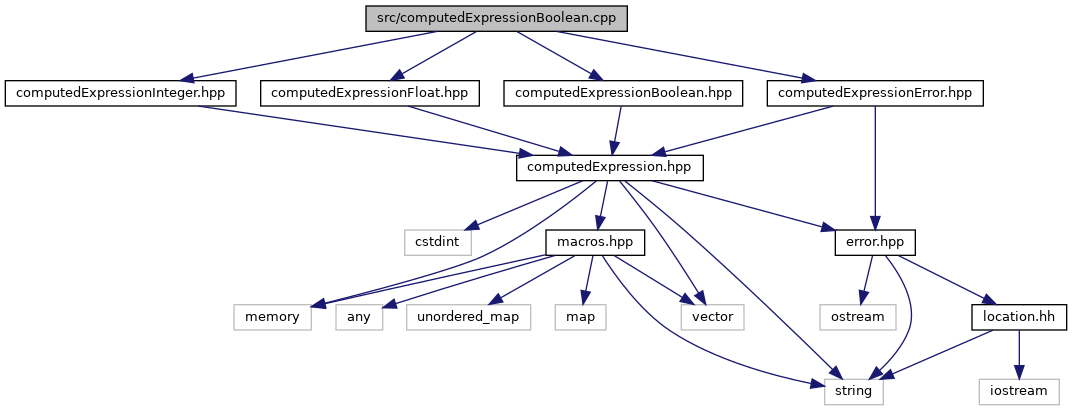 src/computedExpressionBoolean.cpp
computedExpressionInteger.hpp
computedExpressionFloat.hpp
computedExpressionBoolean.hpp
computedExpressionError.hpp
computedExpression.hpp
cstdint
macros.hpp
error.hpp
memory
any
unordered_map
map
vector
ostream
location.hh
string
iostream